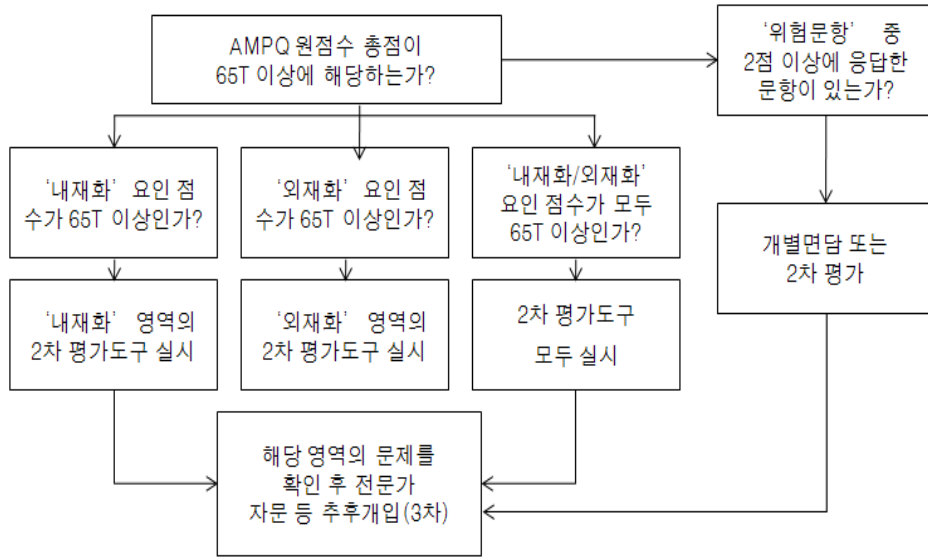 AMPQ 원점수 총점이
65T 이상에 해당하는가?
‘위험문항’ 중
2점 이상에 응답한
문항이 있는가?
‘내재화’ 요인 점
수가 65T 이상인가?
‘외재화’ 요인 점
수가 65T 이상인가?
‘내재화/외재화’
요인 점수가 모두
65T 이상인가?
개별면담 또는
2차 평가
‘내재화’ 영역의
2차 평가도구 실시
‘외재화’ 영역의
2차 평가도구 실시
2차 평가도구
모두 실시
해당 영역의 문제를
확인 후 전문가
자문 등 추후개입(3차)